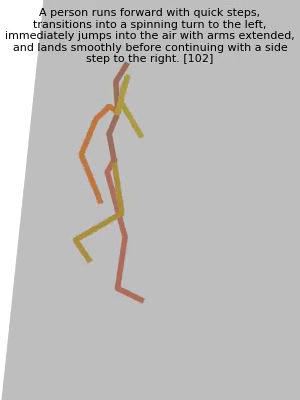 A person runs forward with quick steps,
transitions into a spinning turn to the left,
immediately jumps into the air with arms extended,
and lands smoothly before continuing with a side
step to the right. [102]